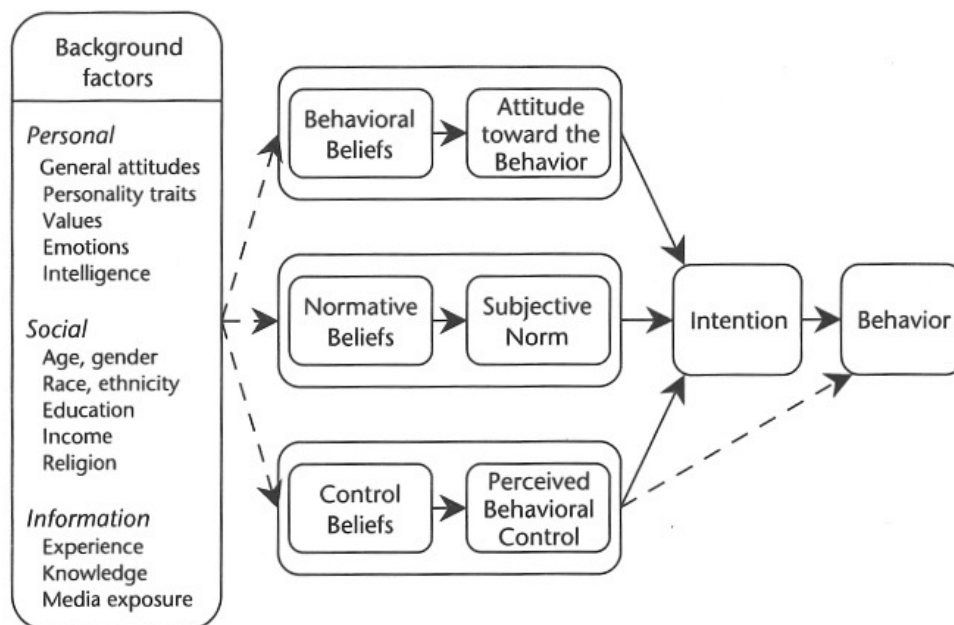 Background
factors
Personal
General attitudes
Personality traits
Values
Emotions
Intelligence
Social
Age, gender
Race, ethnicity
Education
Income
Religion
Information
Experience
Knowledge
Media exposure
Behavioral
Beliefs
Attitude
toward the
Behavior
Normative
Beliefs
Subjective
Norm
Control
Beliefs
Perceived
Behavioral
Control
Intention
Behavior